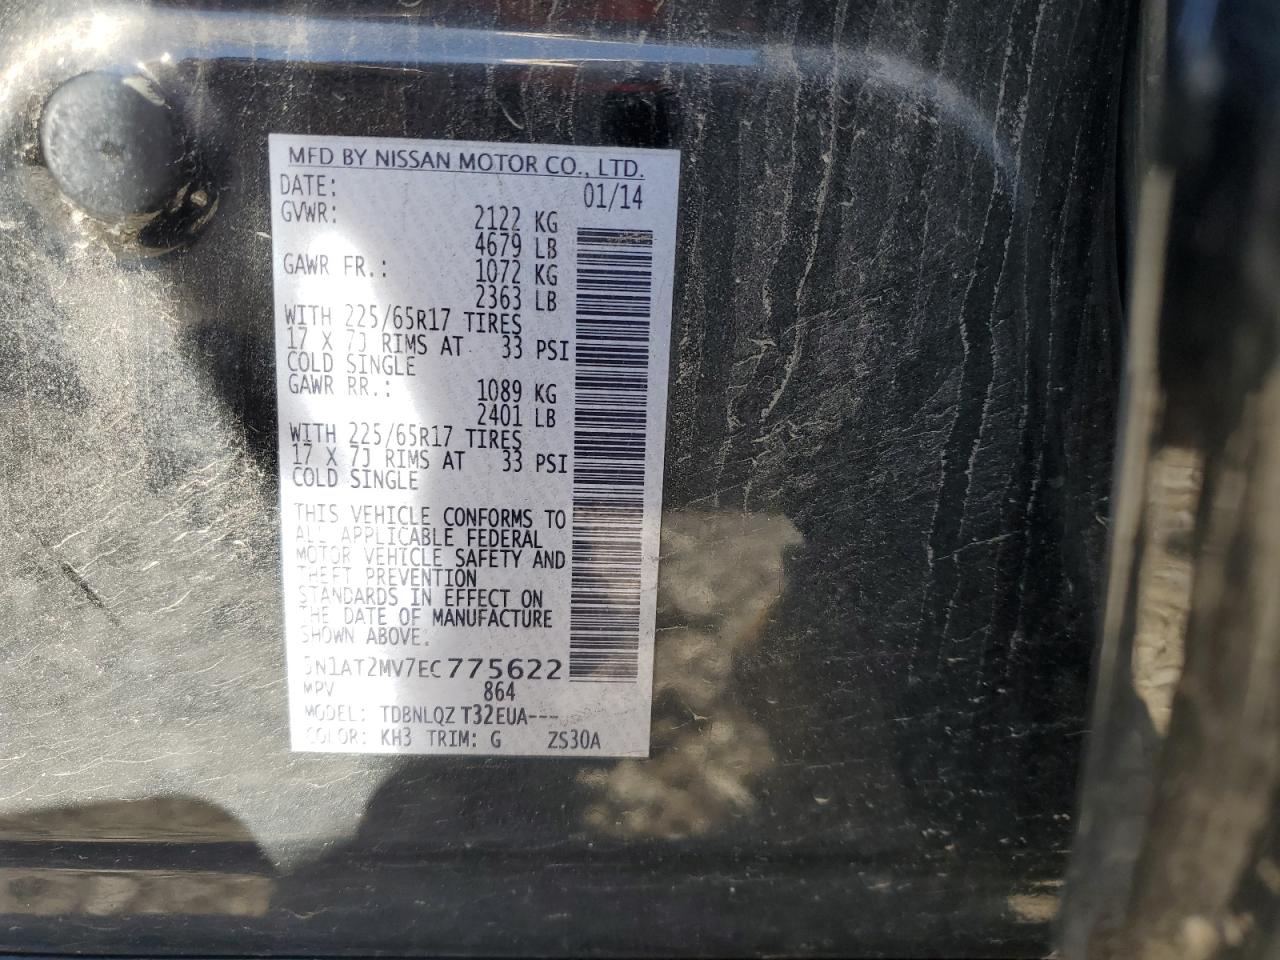 MFD BY NISSAN MOTOR CO., LTD.
DATE: 01/14
GVWR: 2122 KG
4679 LB
GAWR FR.: 1072 KG
2363 LB
WITH 225/65R17 TIRES
17 X 7J RIMS AT 33 PSI
COLD SINGLE
GAWR RR.: 1089 KG
2401 LB
WITH 225/65R17 TIRES
17 X 7J RIMS AT 33 PSI
COLD SINGLE
THIS VEHICLE CONFORMS TO
ALL APPLICABLE FEDERAL
MOTOR VEHICLE SAFETY AND
THEFT PREVENTION
STANDARDS IN EFFECT ON
THE DATE OF MANUFACTURE
SHOWN ABOVE.
5N1AT2MV7EC775622
MPV 864
MODEL: TDBNLQZ T32EUA---
COLOR: KH3 TRIM: G ZS30A